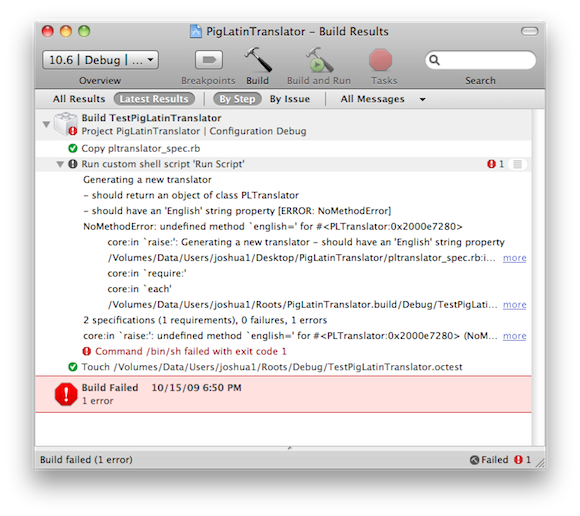 PigLatinTranslator – Build Results
10.6 | Debug | ...
Overview
Breakpoints
Build
Build and Run
Tasks
Search
All Results
Latest Results
By Step
By Issue
All Messages
Build TestPigLatinTranslator
Project PigLatinTranslator | Configuration Debug
Copy pltranslator_spec.rb
Run custom shell script 'Run Script'
1
Generating a new translator
- should return an object of class PLTranslator
- should have an 'English' string property [ERROR: NoMethodError]
NoMethodError: undefined method `english=' for #<PLTranslator:0x2000e7280>
core:in `raise:': Generating a new translator - should have an 'English' string property
/Volumes/Data/Users/joshua1/Desktop/PigLatinTranslator/pltranslator_spec.rb:i... more
core:in `require:'
core:in `each'
/Volumes/Data/Users/joshua1/Roots/PigLatinTranslator.build/Debug/TestPigLati... more
2 specifications (1 requirements), 0 failures, 1 errors
core:in `raise:': undefined method `english=' for #<PLTranslator:0x2000e7280> (NoM... more
Command /bin/sh failed with exit code 1
Touch /Volumes/Data/Users/joshua1/Roots/Debug/TestPigLatinTranslator.octest
Build Failed 10/15/09 6:50 PM
1 error
Build failed (1 error)
Failed
1